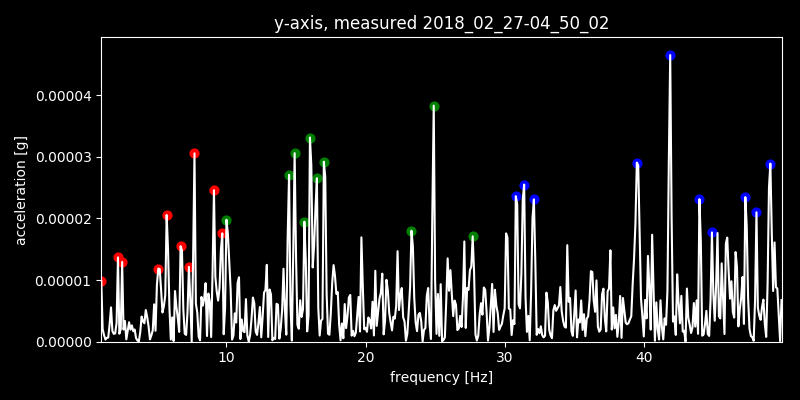 y-axis, measured 2018_02_27-04_50_02
0.00004
0.00003
0.00002
0.00001
0.00000
acceleration [g]
10 20 30 40
frequency [Hz]